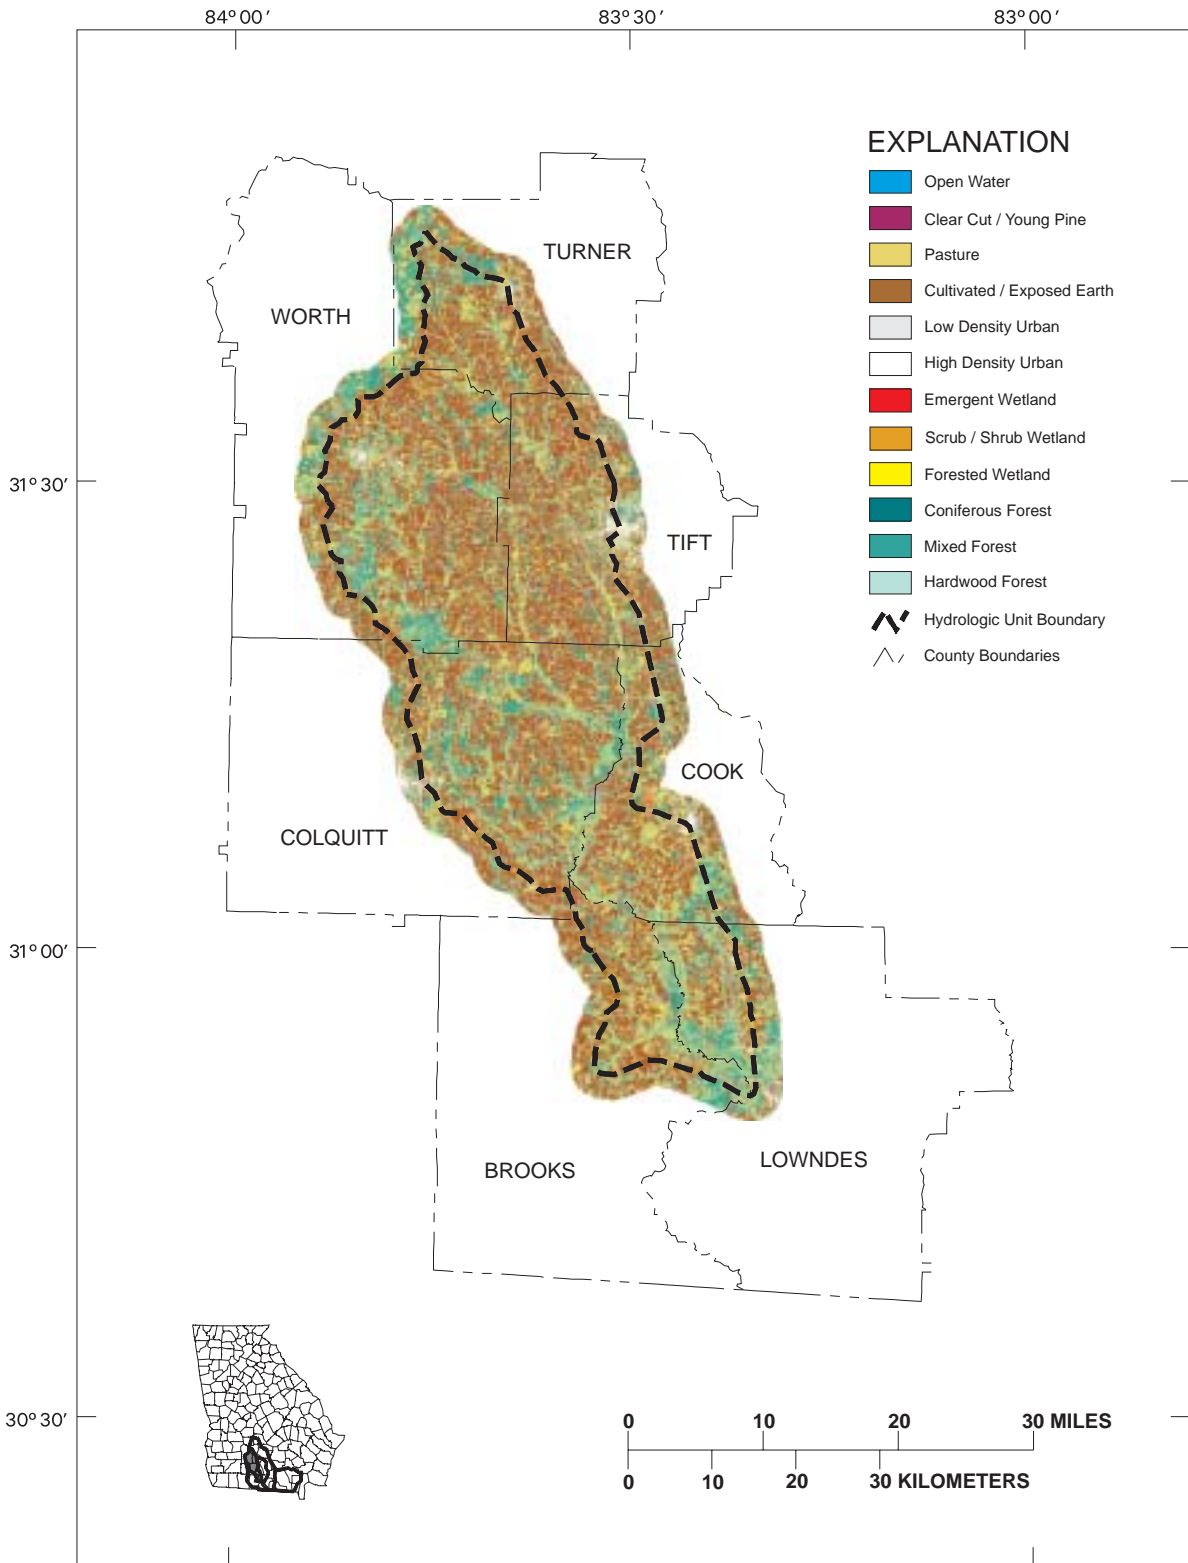 84° 00′
83° 30′
83° 00′
EXPLANATION
Open Water
Clear Cut / Young Pine
Pasture
Cultivated / Exposed Earth
Low Density Urban
High Density Urban
Emergent Wetland
Scrub / Shrub Wetland
Forested Wetland
Coniferous Forest
Mixed Forest
Hardwood Forest
Hydrologic Unit Boundary
County Boundaries
TURNER
WORTH
31° 30′
TIFT
COOK
COLQUITT
31° 00′
BROOKS
LOWNDES
30° 30′
0 10 20 30 MILES
0 10 20 30 KILOMETERS